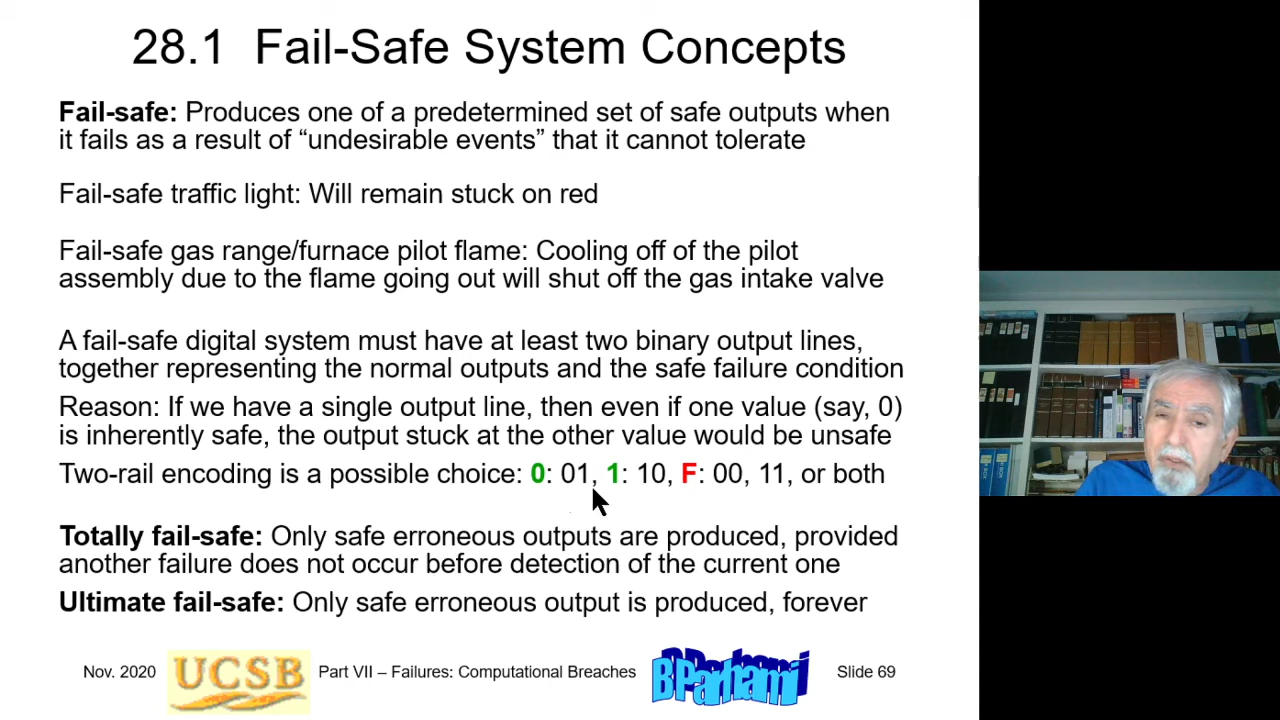 28.1 Fail-Safe System Concepts
Fail-safe: Produces one of a predetermined set of safe outputs when
it fails as a result of “undesirable events” that it cannot tolerate
Fail-safe traffic light: Will remain stuck on red
Fail-safe gas range/furnace pilot flame: Cooling off of the pilot
assembly due to the flame going out will shut off the gas intake valve
A fail-safe digital system must have at least two binary output lines,
together representing the normal outputs and the safe failure condition
Reason: If we have a single output line, then even if one value (say, 0)
is inherently safe, the output stuck at the other value would be unsafe
Two-rail encoding is a possible choice: 0: 01, 1: 10, F: 00, 11, or both
Totally fail-safe: Only safe erroneous outputs are produced, provided
another failure does not occur before detection of the current one
Ultimate fail-safe: Only safe erroneous output is produced, forever
Nov. 2020 UCSB Part VII – Failures: Computational Breaches B Parhami Slide 69